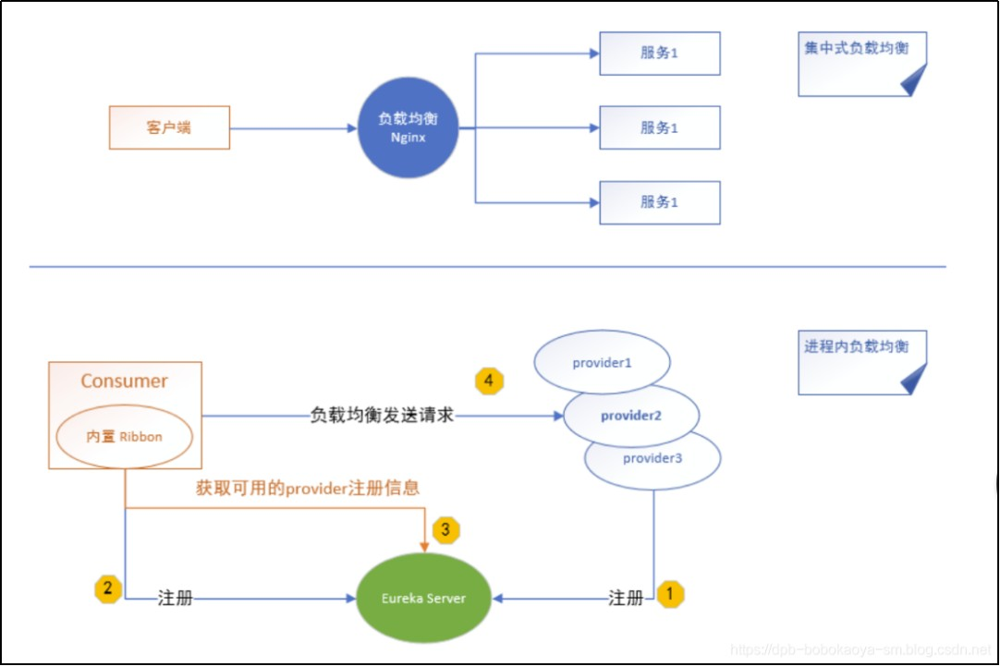 服务1
集中式负载均衡
客户端
负载均衡
Nginx
服务1
服务1
进程内负载均衡
provider1
Consumer
4
负载均衡发送请求
provider2
内置 Ribbon
provider3
获取可用的provider注册信息
3
2
注册
Eureka Server
注册
1
https://dpb-bobokaoya-sm.blog.csdn.net